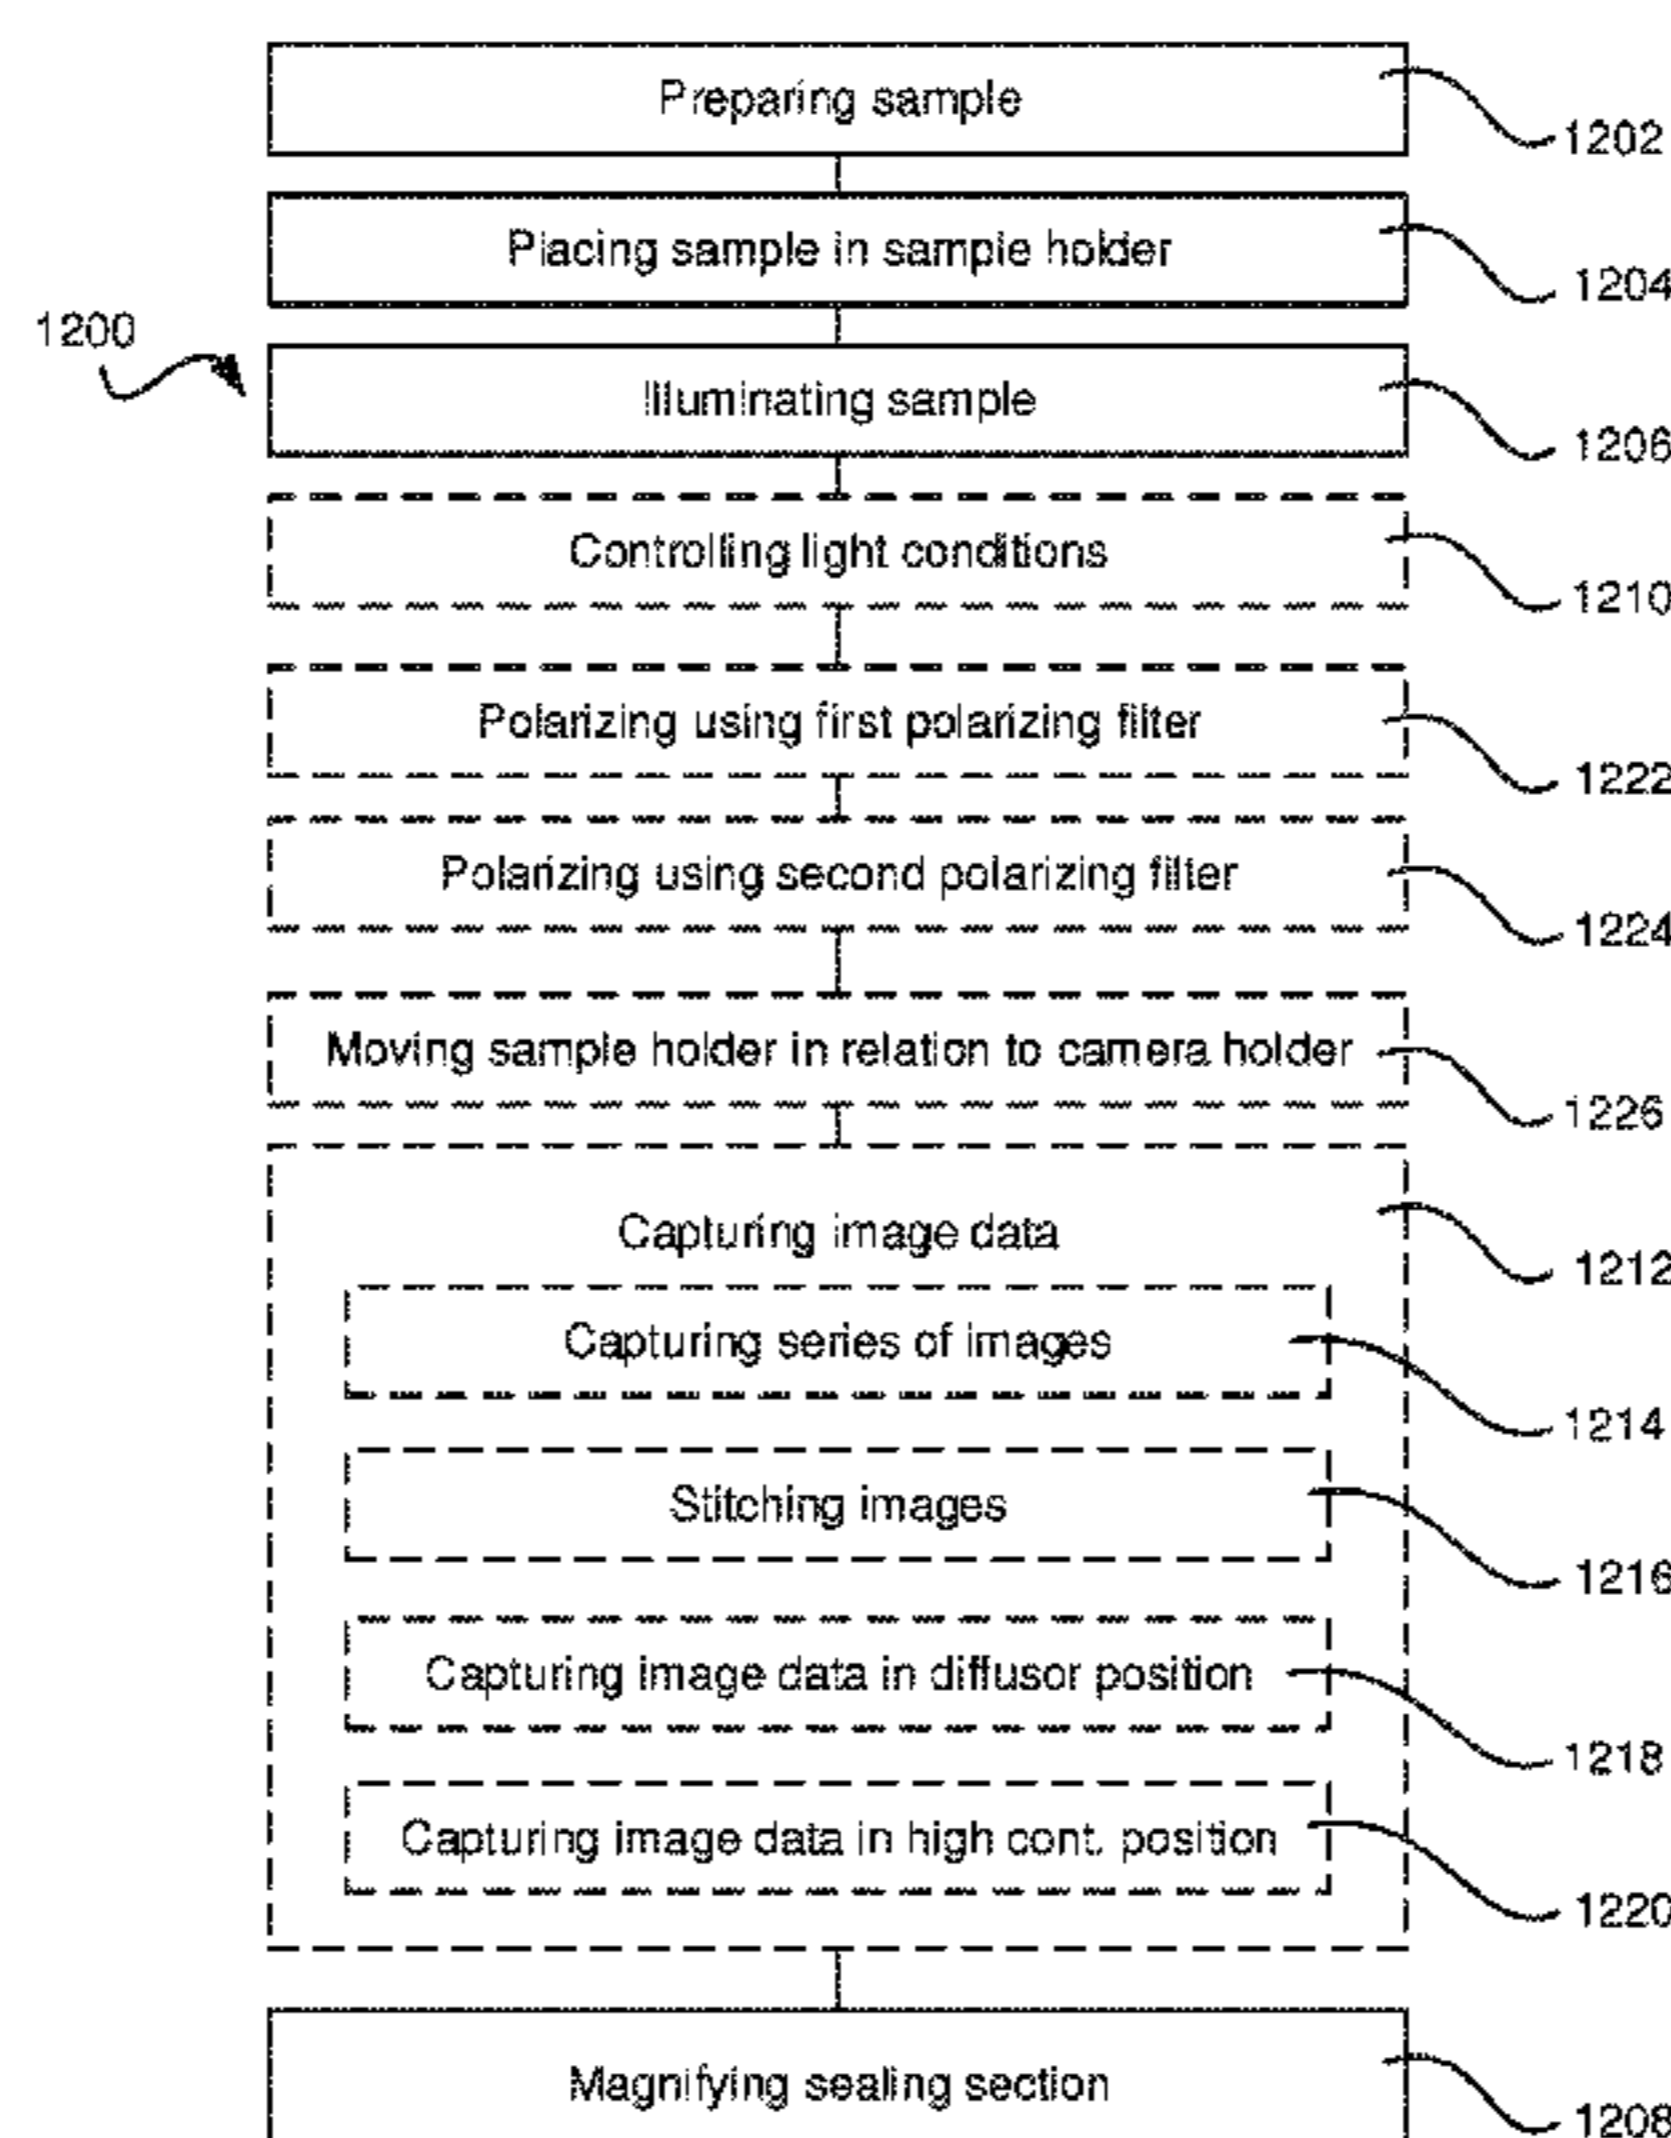 Preparing sample
1202
Placing sample in sample holder
1204
1200
Illuminating sample
1206
Controlling light conditions
1210
Polarizing using first polarizing filter
1222
Polarizing using second polarizing filter
1224
Moving sample holder in relation to camera holder
1226
Capturing image data
1212
Capturing series of images
1214
Stitching images
1216
Capturing image data in diffusor position
1218
Capturing image data in high cont. position
1220
Magnifying sealing section
1208